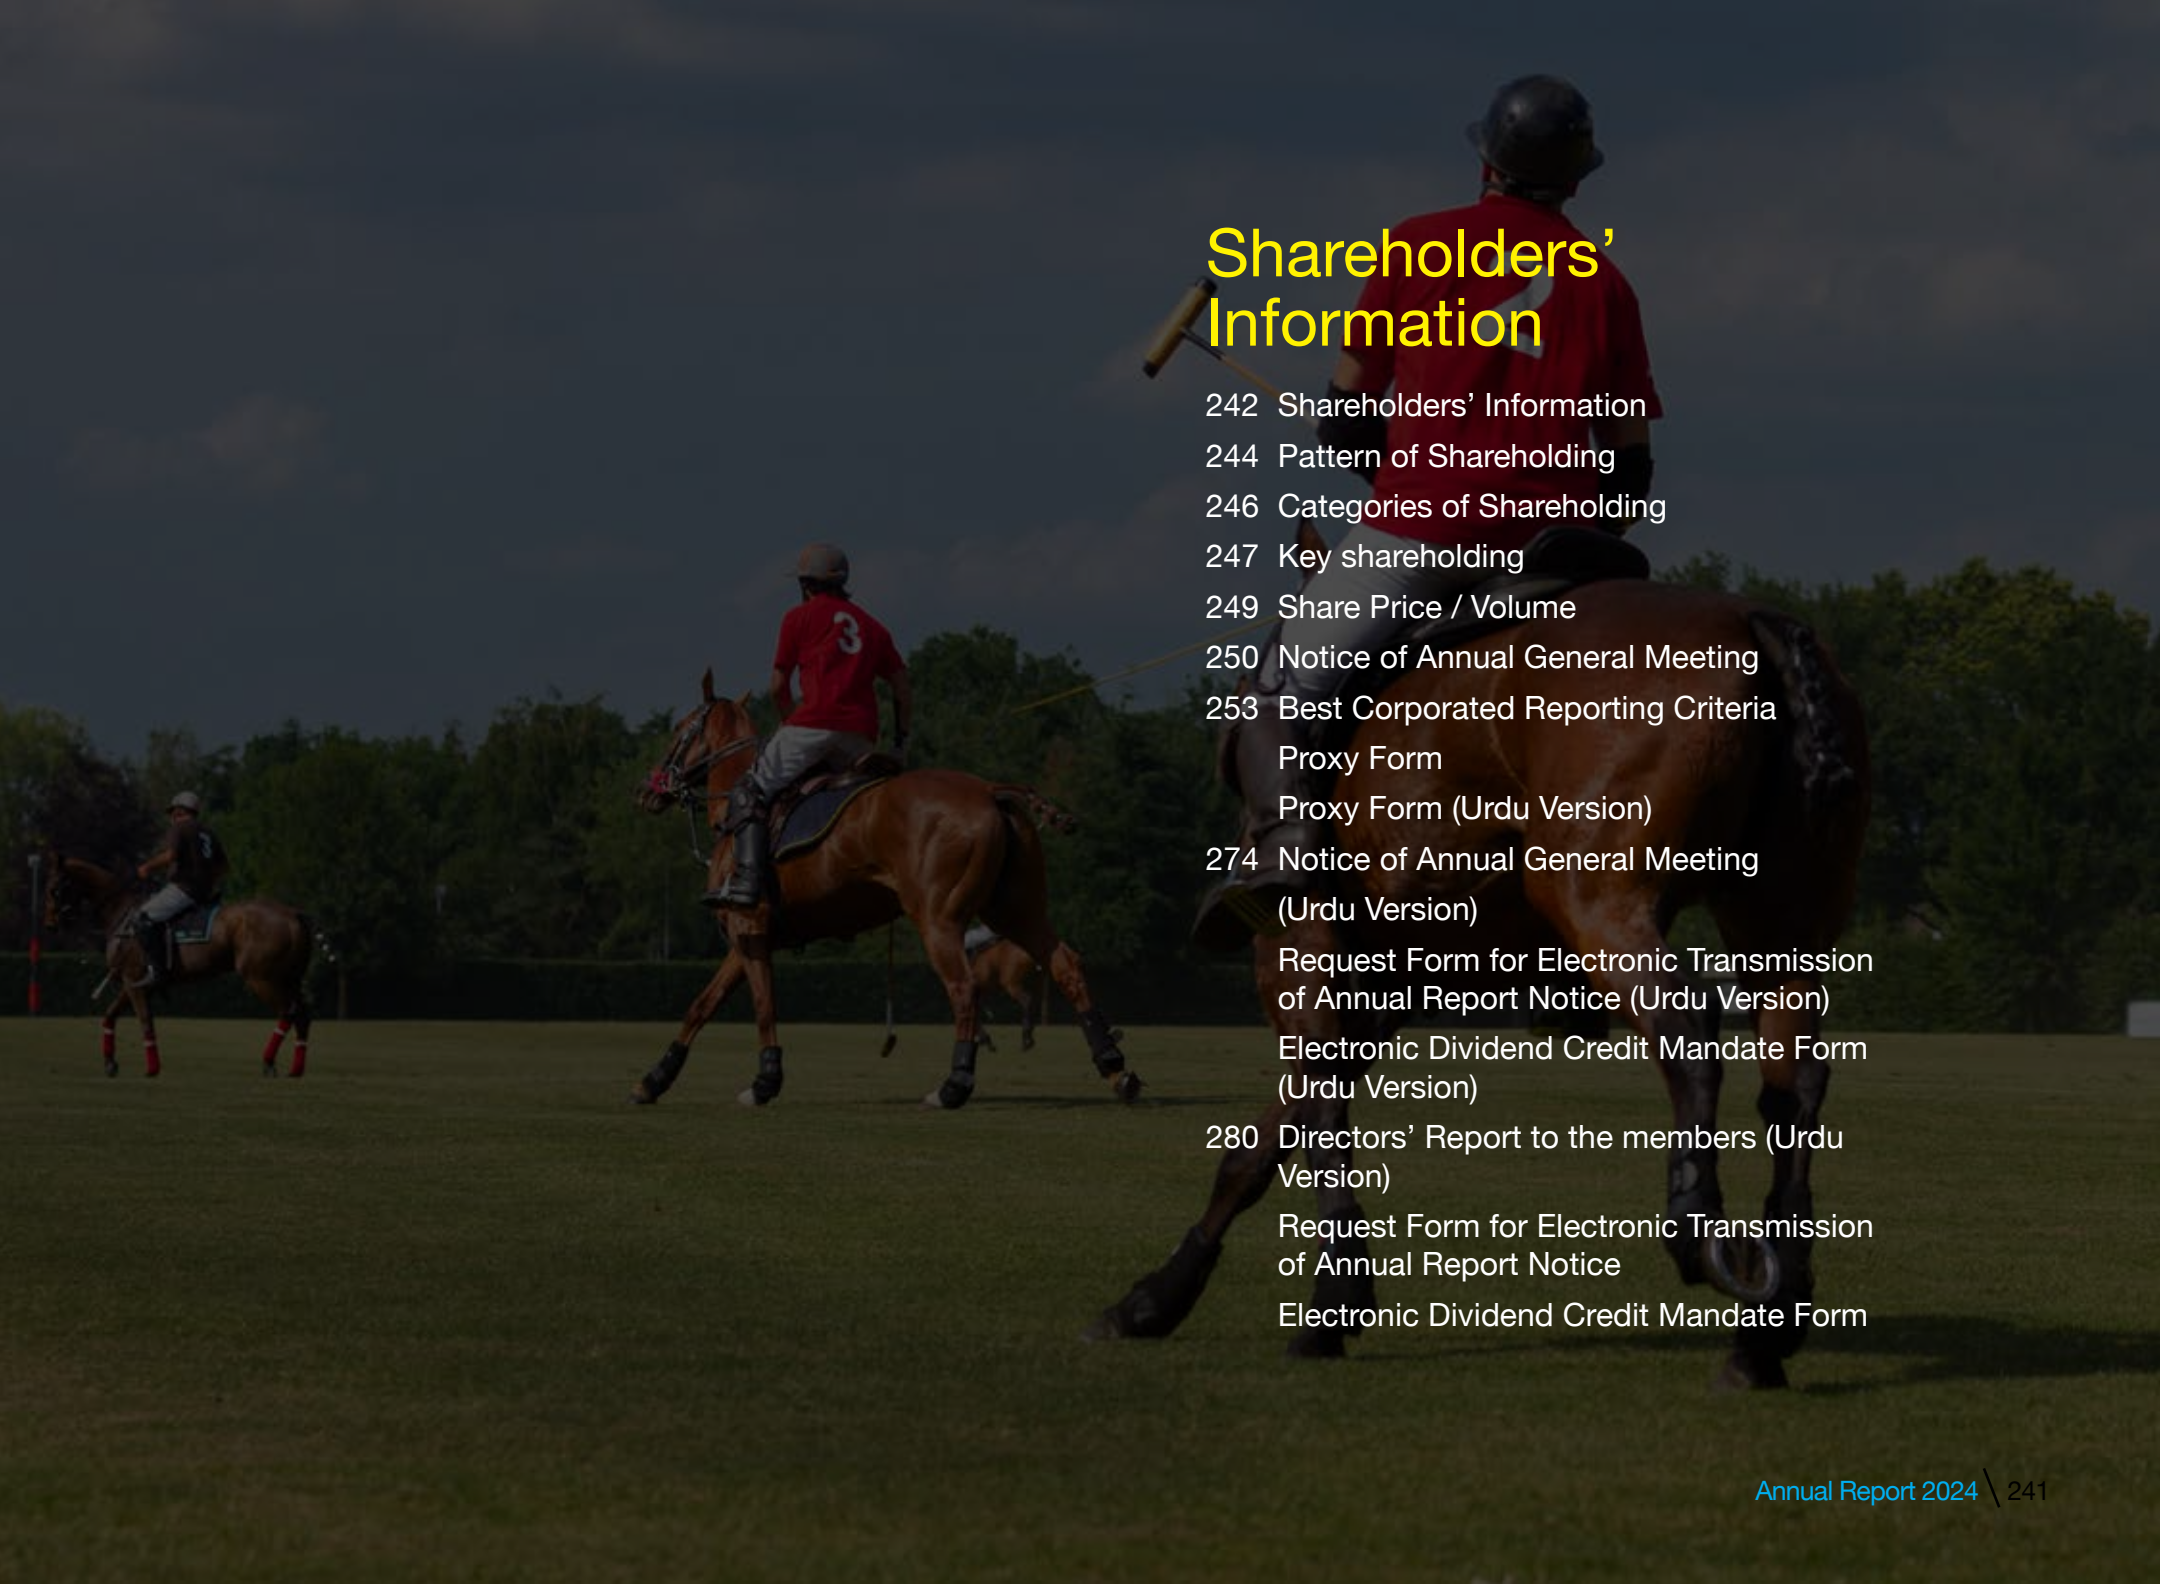 Shareholders’
Information
242 Shareholders’ Information
244 Pattern of Shareholding
246 Categories of Shareholding
247 Key shareholding
249 Share Price / Volume
250 Notice of Annual General Meeting
253 Best Corporated Reporting Criteria
Proxy Form
Proxy Form (Urdu Version)
274 Notice of Annual General Meeting
(Urdu Version)
Request Form for Electronic Transmission
of Annual Report Notice (Urdu Version)
Electronic Dividend Credit Mandate Form
(Urdu Version)
280 Directors’ Report to the members (Urdu
Version)
Request Form for Electronic Transmission
of Annual Report Notice
Electronic Dividend Credit Mandate Form
2
3
3
Annual Report 2024 \ 241